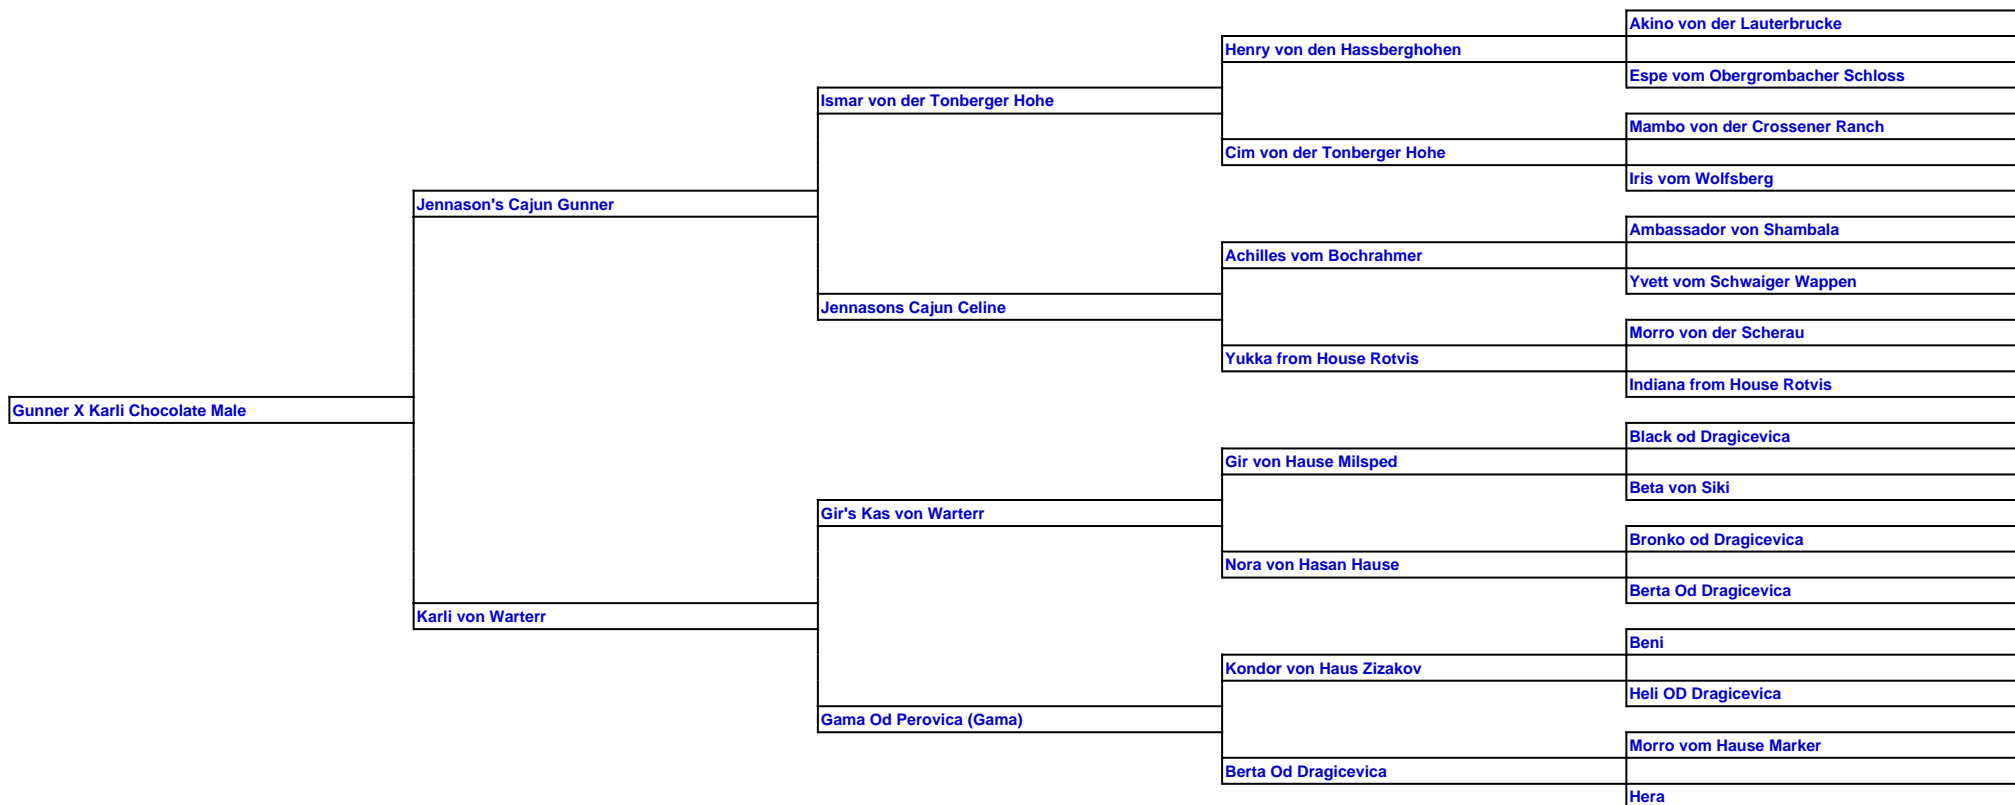 Akino von der Lauterbrucke
Henry von den Hassberghohen
Espe vom Obergrombacher Schloss
Ismar von der Tonberger Hohe
Mambo von der Crossener Ranch
Cim von der Tonberger Hohe
Iris vom Wolfsberg
Jennason's Cajun Gunner
Ambassador von Shambala
Achilles vom Bochrahmer
Yvett vom Schwaiger Wappen
Jennasons Cajun Celine
Morro von der Scherau
Yukka from House Rotvis
Indiana from House Rotvis
Gunner X Karli Chocolate Male
Black od Dragicevica
Gir von Hause Milsped
Beta von Siki
Gir's Kas von Warterr
Bronko od Dragicevica
Nora von Hasan Hause
Berta Od Dragicevica
Karli von Warterr
Beni
Kondor von Haus Zizakov
Heli OD Dragicevica
Gama Od Perovica (Gama)
Morro vom Hause Marker
Berta Od Dragicevica
Hera